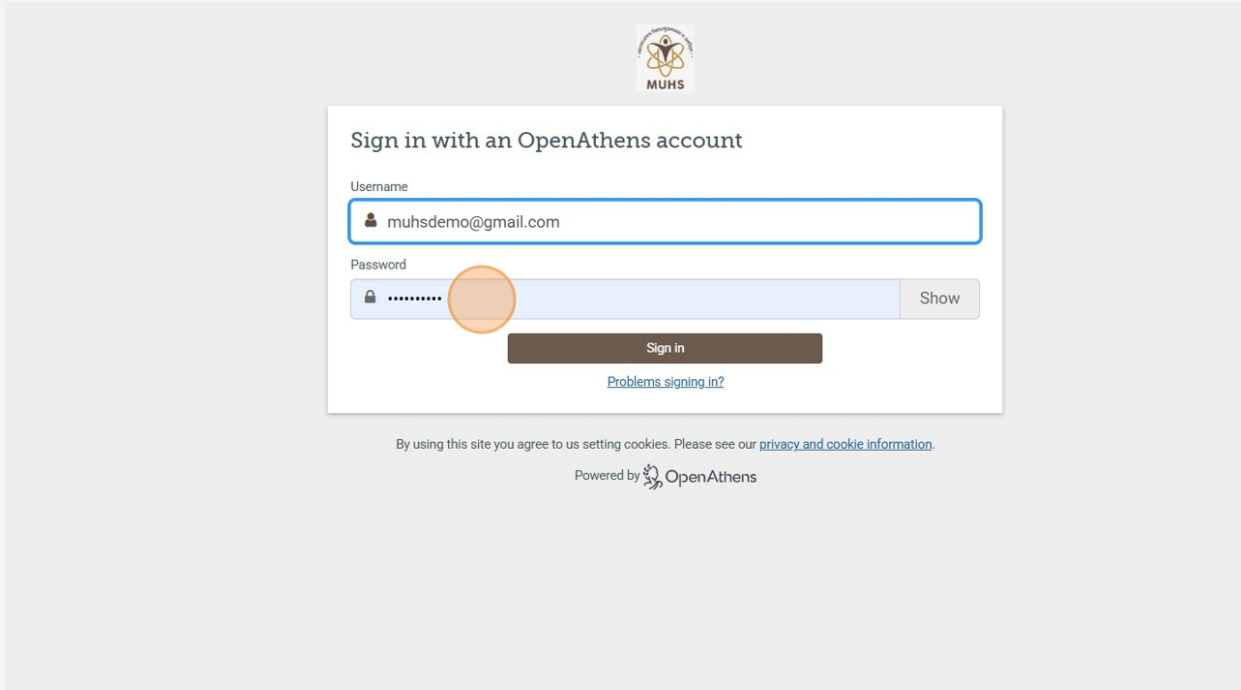 MUHS
Sign in with an OpenAthens account
Username
muhsdemo@gmail.com
Password
••••••••••
Show
Sign in
Problems signing in?
By using this site you agree to us setting cookies. Please see our privacy and cookie information.
Powered by OpenAthens